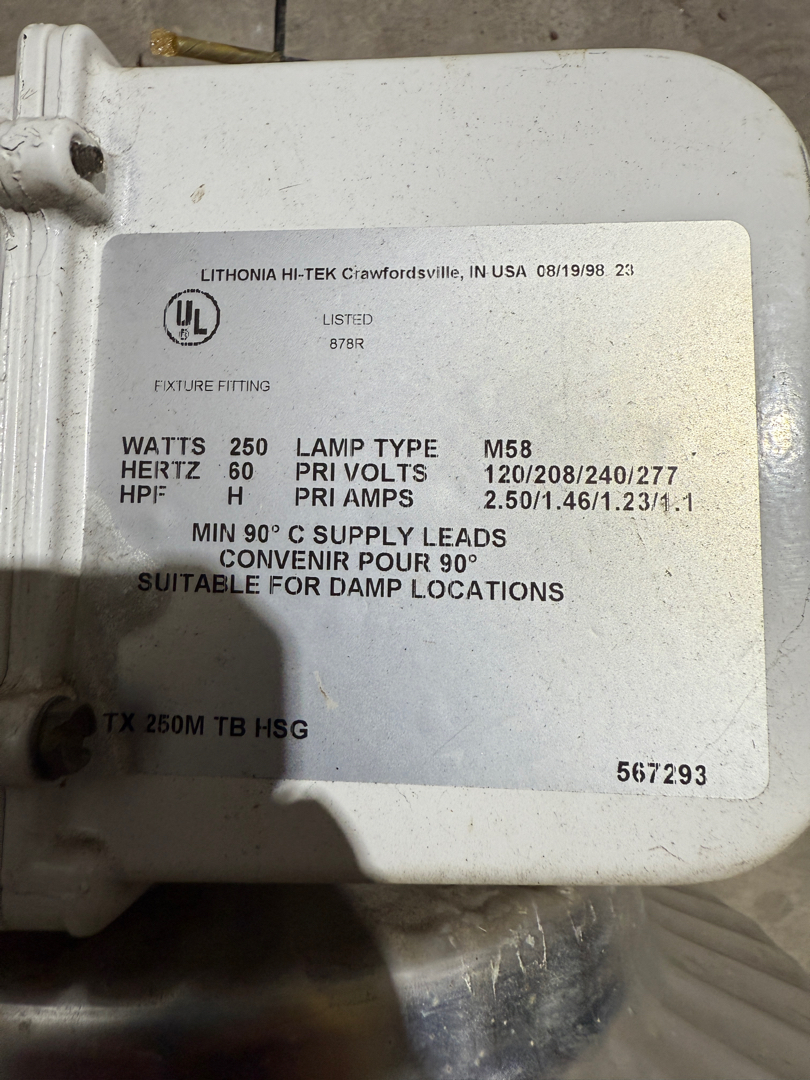 LITHONIA HI-TEK Crawfordsville, IN USA 08/19/98 23
UL
LISTED
878R
FIXTURE FITTING
WATTS 250 LAMP TYPE M58
HERTZ 60 PRI VOLTS 120/208/240/277
HPF H PRI AMPS 2.50/1.46/1.23/1.1
MIN 90° C SUPPLY LEADS
CONVENIR POUR 90°
SUITABLE FOR DAMP LOCATIONS
TX 250M TB HSG
567293